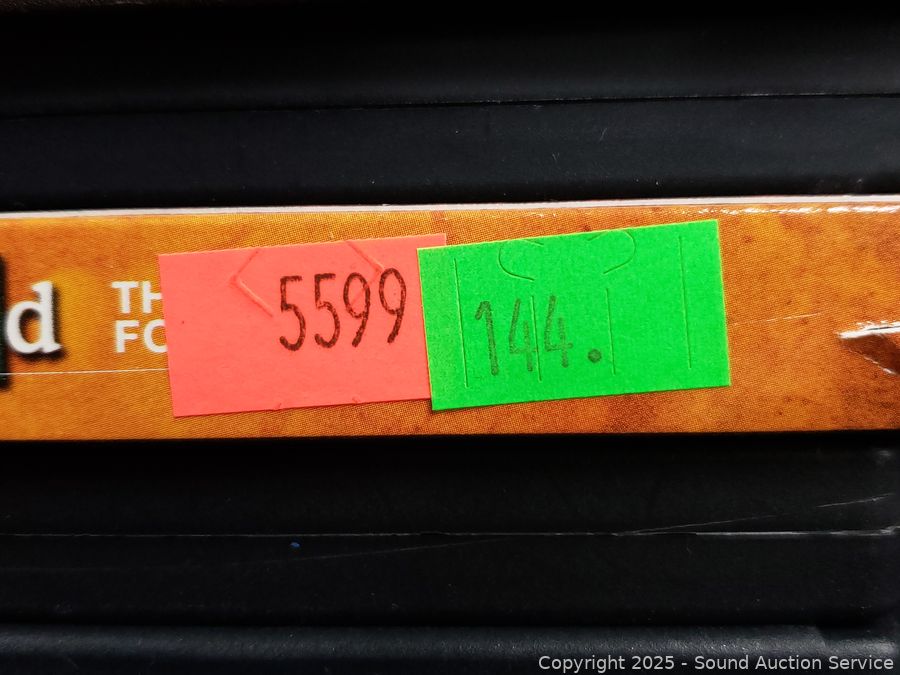 d
TH
FO
5599
144.
Copyright 2025 - Sound Auction Service